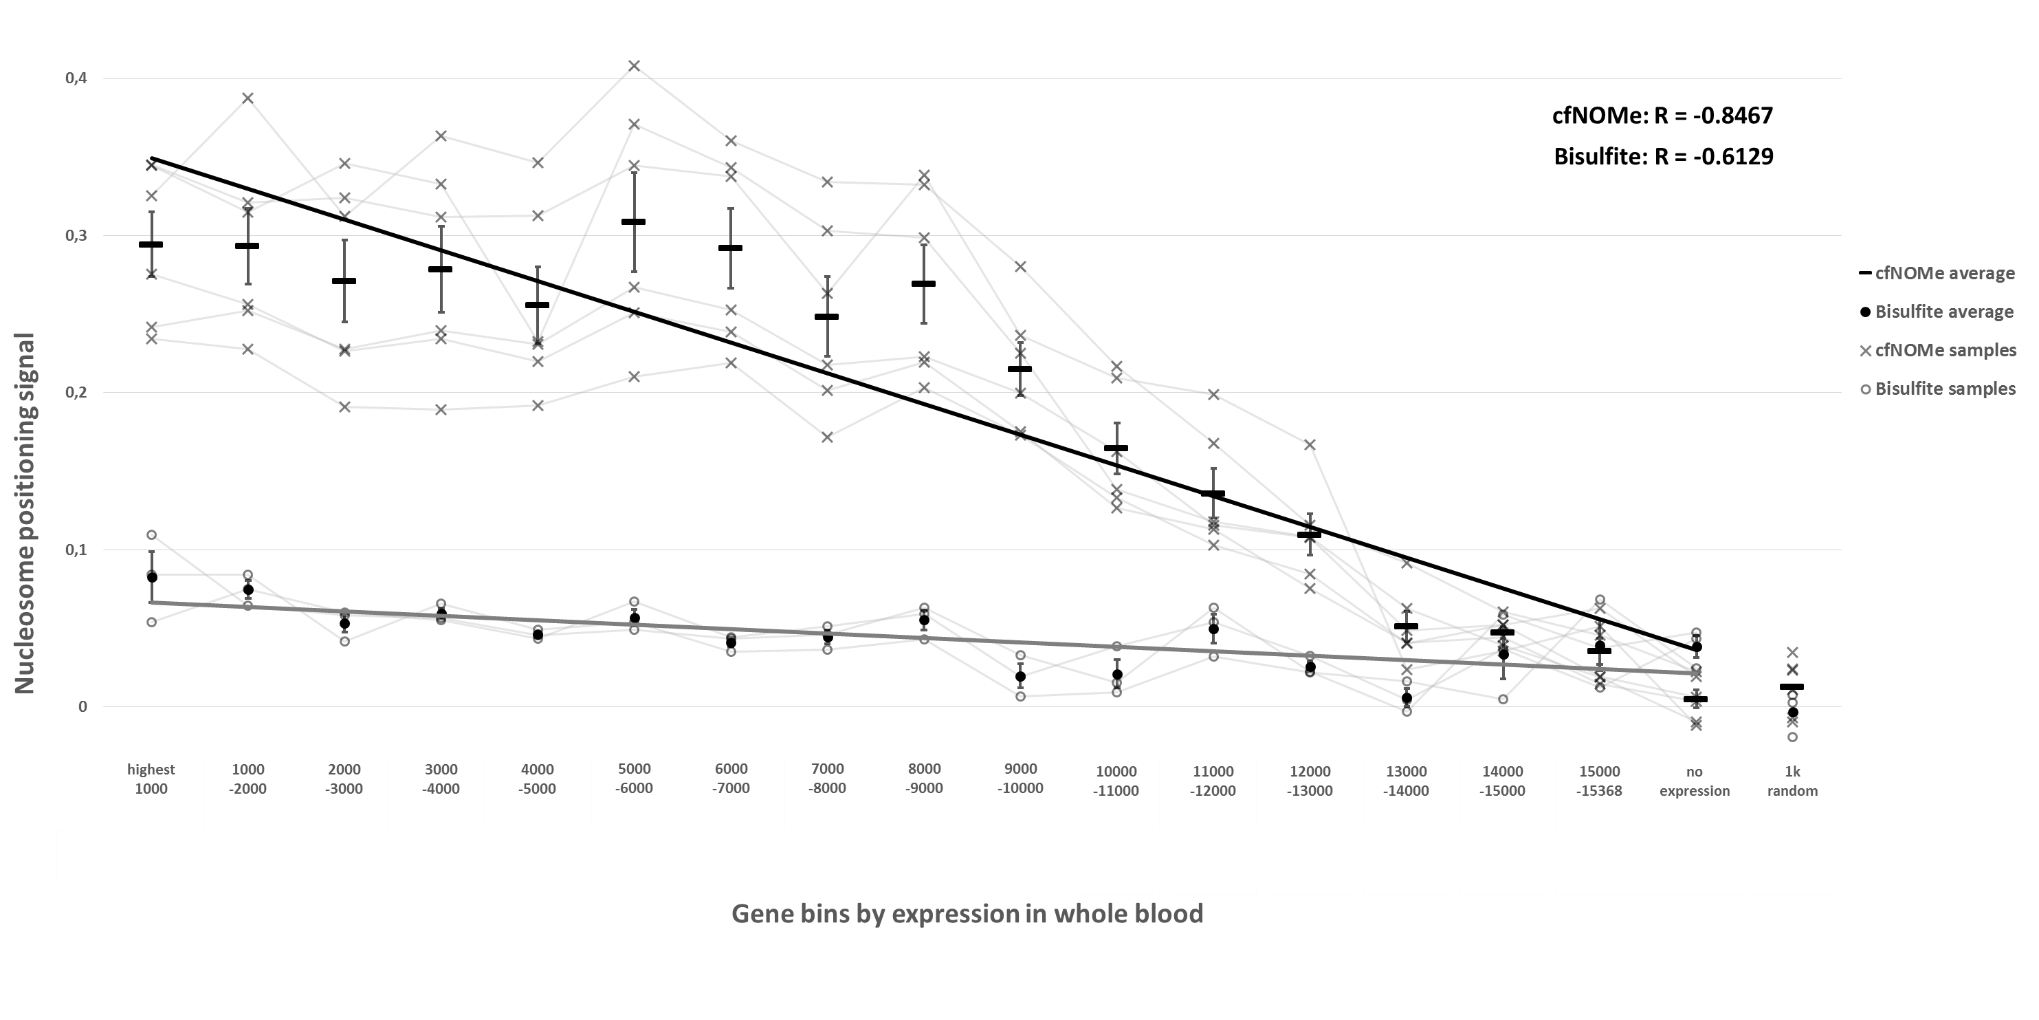 0,4
0,3
0,2
0,1
0
Nucleosome positioning signal
cfNOMe: R = -0.8467
Bisulfite: R = -0.6129
cfNOMe average
Bisulfite average
cfNOMe samples
Bisulfite samples
highest
1000
1000
-2000
2000
-3000
3000
-4000
4000
-5000
5000
-6000
6000
-7000
7000
-8000
8000
-9000
9000
-10000
10000
-11000
11000
-12000
12000
-13000
13000
-14000
14000
-15000
15000
-15368
no
expression
1k
random
Gene bins by expression in whole blood